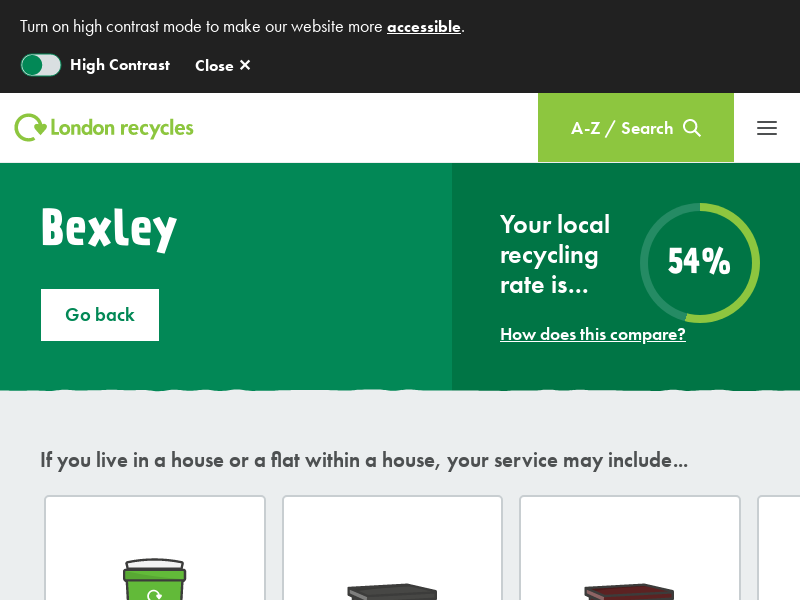 Turn on high contrast mode to make our website more accessible.
High Contrast
Close ✕
London recycles
A-Z / Search
Bexley
Go back
Your local
recycling
rate is...
54%
How does this compare?
If you live in a house or a flat within a house, your service may include...